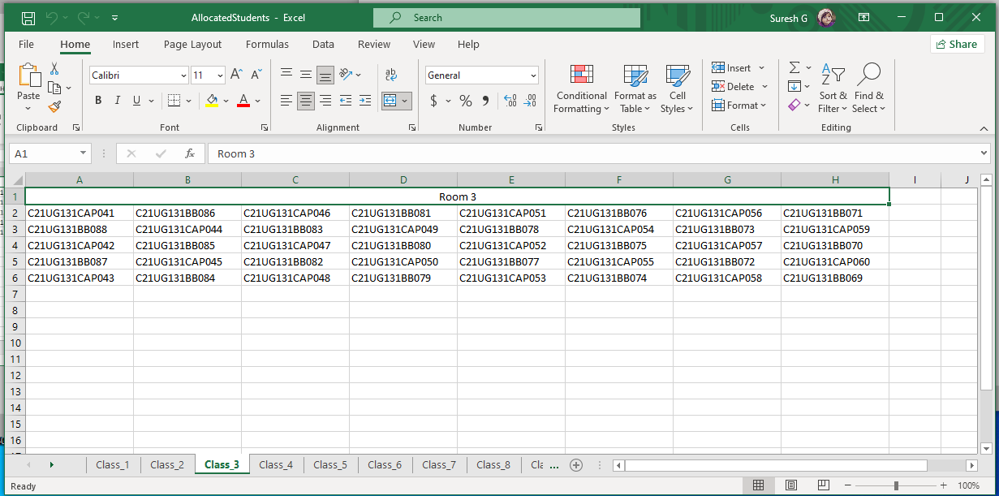 AllocatedStudents - Excel
Search
Suresh G
File Home Insert Page Layout Formulas Data Review View Help Share
Paste
Calibri 11
B I U
ab
General
$ % 9
Conditional Formatting
Format as Table
Cell Styles
Insert
Delete
Format
Sort & Filter
Find & Select
Clipboard Font Alignment Number Styles Cells Editing
A1 fx Room 3
A B C D E F G H I J
1 Room 3
2 C21UG131CAP041 C21UG131BB086 C21UG131CAP046 C21UG131BB081 C21UG131CAP051 C21UG131BB076 C21UG131CAP056 C21UG131BB071
3 C21UG131BB088 C21UG131CAP044 C21UG131BB083 C21UG131CAP049 C21UG131BB078 C21UG131CAP054 C21UG131BB073 C21UG131CAP059
4 C21UG131CAP042 C21UG131BB085 C21UG131CAP047 C21UG131BB080 C21UG131CAP052 C21UG131BB075 C21UG131CAP057 C21UG131BB070
5 C21UG131BB087 C21UG131CAP045 C21UG131BB082 C21UG131CAP050 C21UG131BB077 C21UG131CAP055 C21UG131BB072 C21UG131CAP060
6 C21UG131CAP043 C21UG131BB084 C21UG131CAP048 C21UG131BB079 C21UG131CAP053 C21UG131BB074 C21UG131CAP058 C21UG131BB069
7
8
9
10
11
12
13
14
15
16
Class_1 Class_2 Class_3 Class_4 Class_5 Class_6 Class_7 Class_8 Cla ...
Ready 100%